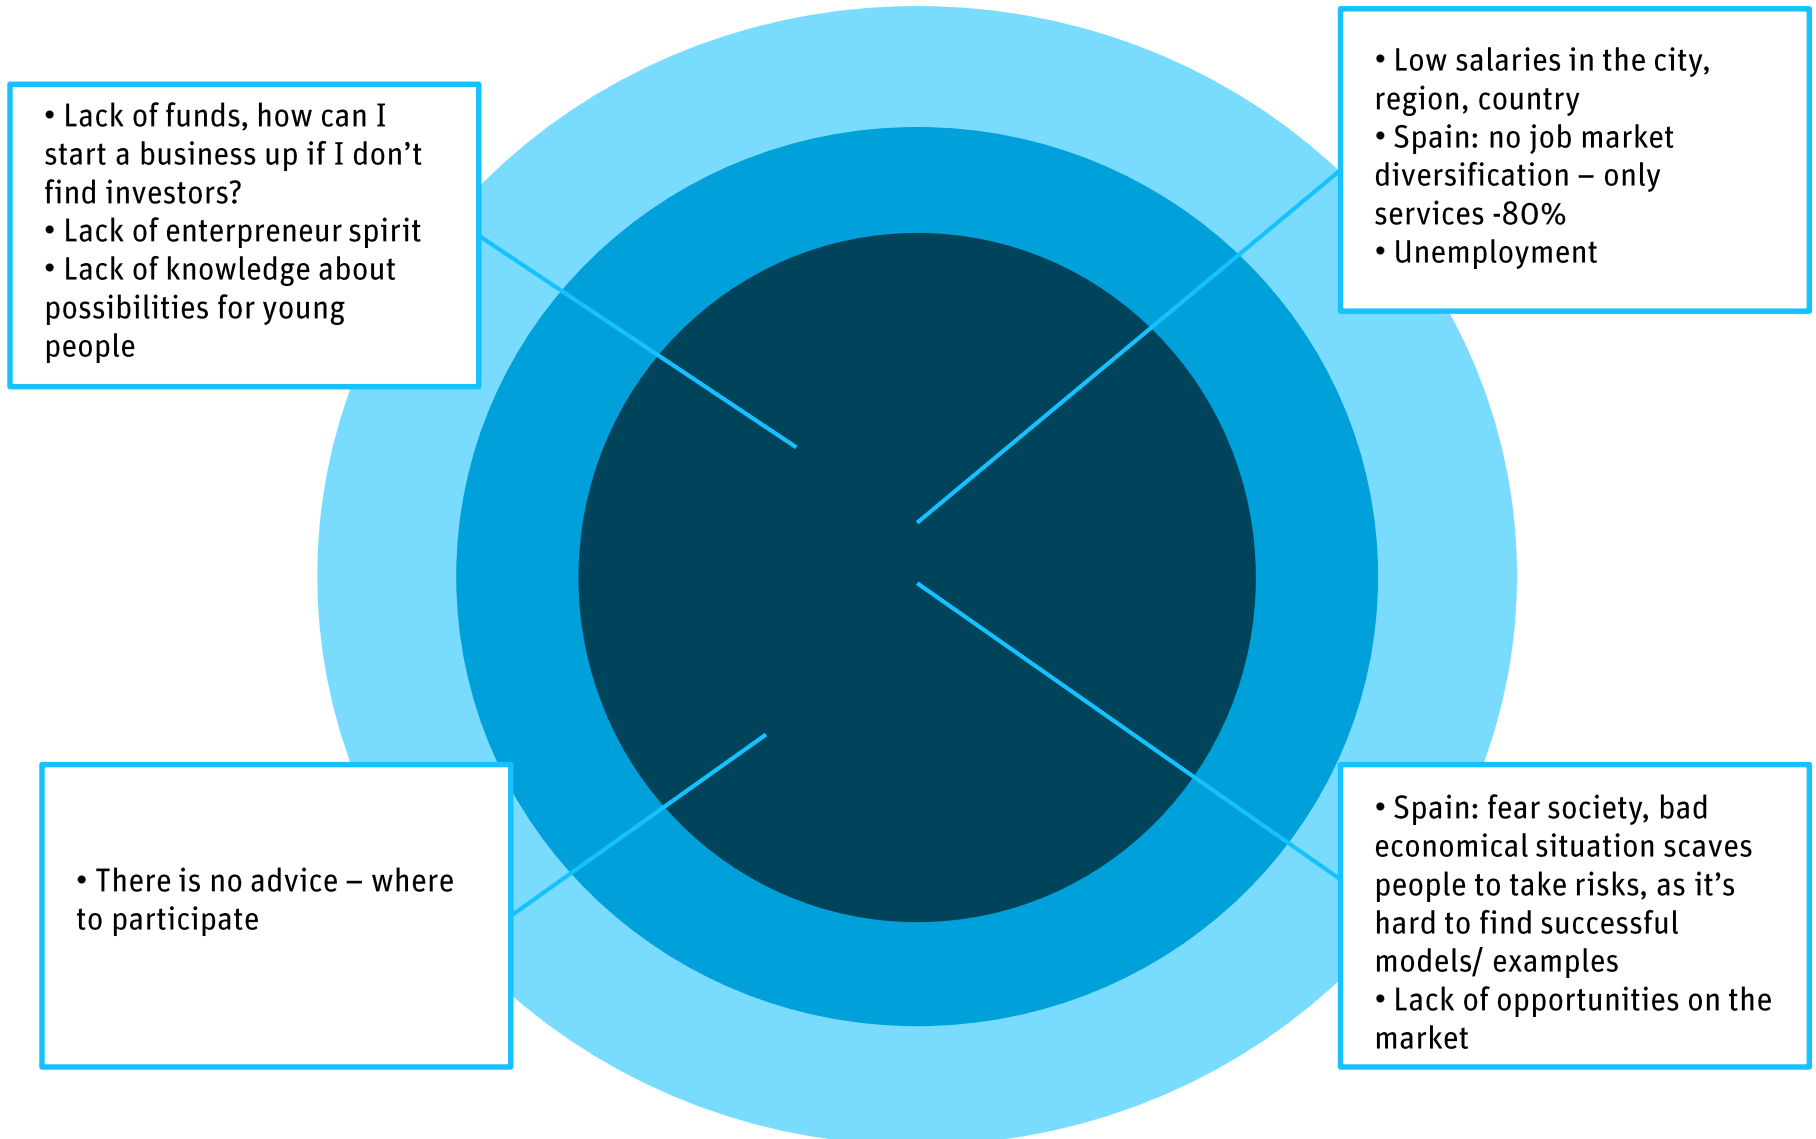 • Lack of funds, how can I
start a business up if I don’t
find investors?
• Lack of enterpreneur spirit
• Lack of knowledge about
possibilities for young
people
• Low salaries in the city,
region, country
• Spain: no job market
diversification – only
services -80%
• Unemployment
• There is no advice – where
to participate
• Spain: fear society, bad
economical situation scaves
people to take risks, as it’s
hard to find successful
models/ examples
• Lack of opportunities on the
market